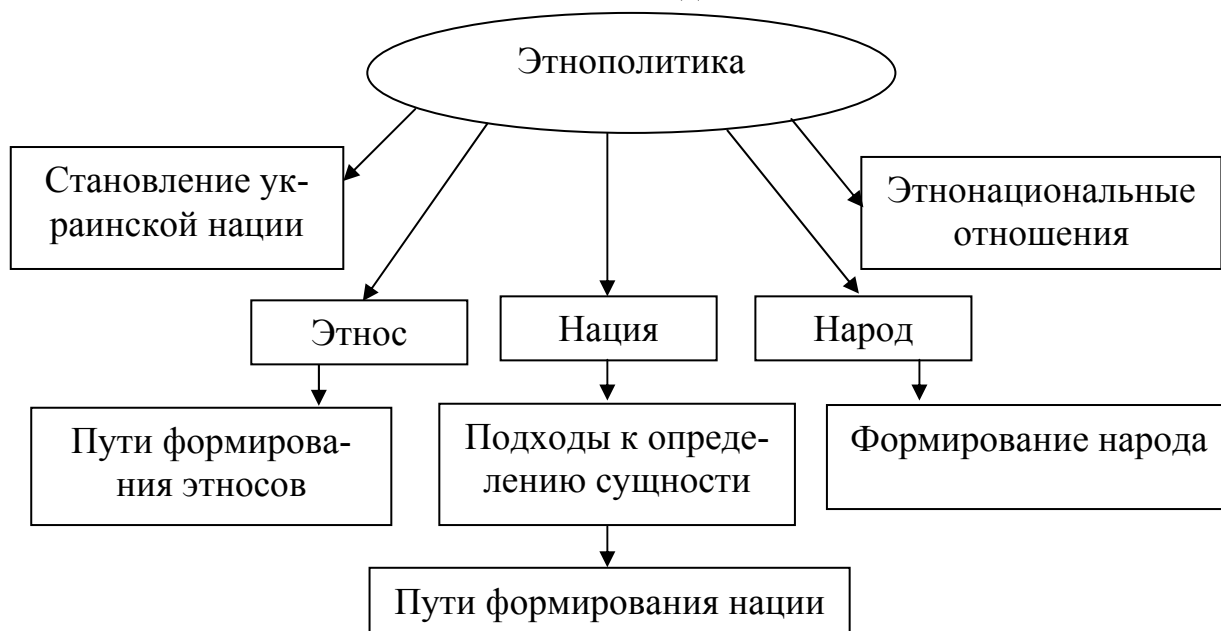 Этнополитика
Становление ук-
раинской нации
Этнонациональные
отношения
Этнос
Нация
Народ
Пути формирова-
ния этносов
Подходы к опреде-
лению сущности
Формирование народа
Пути формирования нации